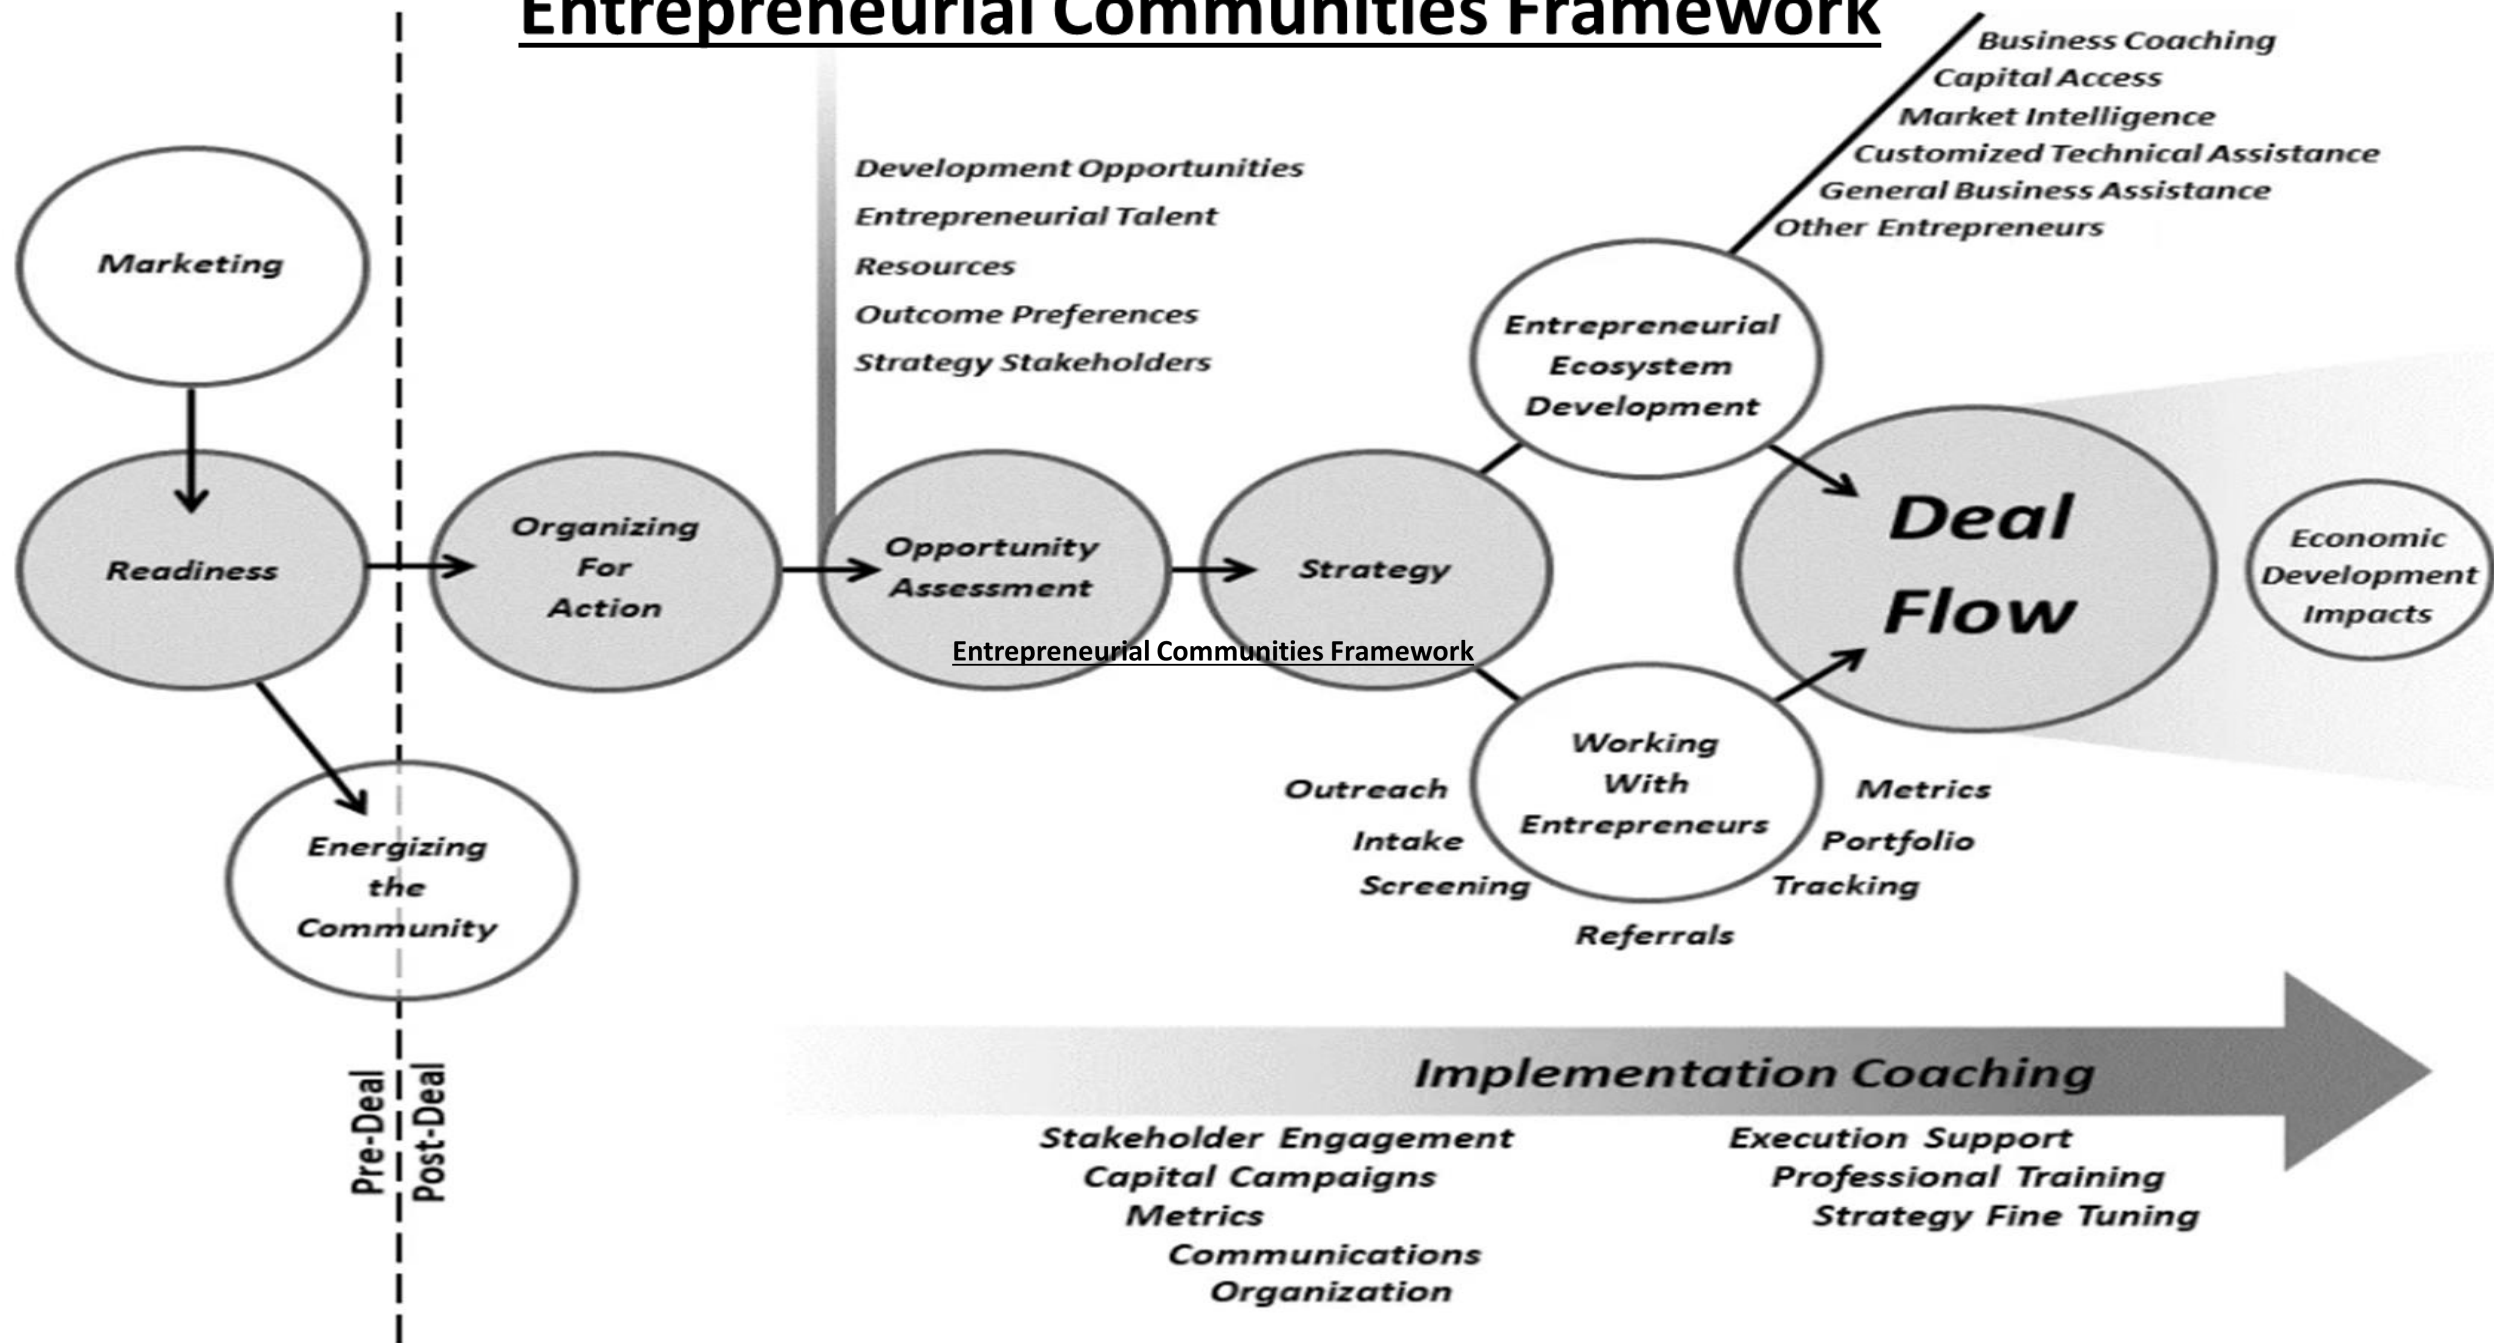 Entrepreneurial Communities Framework
Business Coaching
Capital Access
Market Intelligence
Customized Technical Assistance
General Business Assistance
Other Entrepreneurs
Development Opportunities
Entrepreneurial Talent
Resources
Outcome Preferences
Strategy Stakeholders
Marketing
Entrepreneurial
Ecosystem
Development
Readiness
Organizing
For
Action
Opportunity
Assessment
Strategy
Deal
Flow
Economic
Development
Impacts
Entrepreneurial Communities Framework
Working
With
Entrepreneurs
Outreach
Intake
Screening
Referrals
Metrics
Portfolio
Tracking
Energizing
the
Community
Pre-Deal
Post-Deal
Implementation Coaching
Stakeholder Engagement
Capital Campaigns
Metrics
Communications
Organization
Execution Support
Professional Training
Strategy Fine Tuning